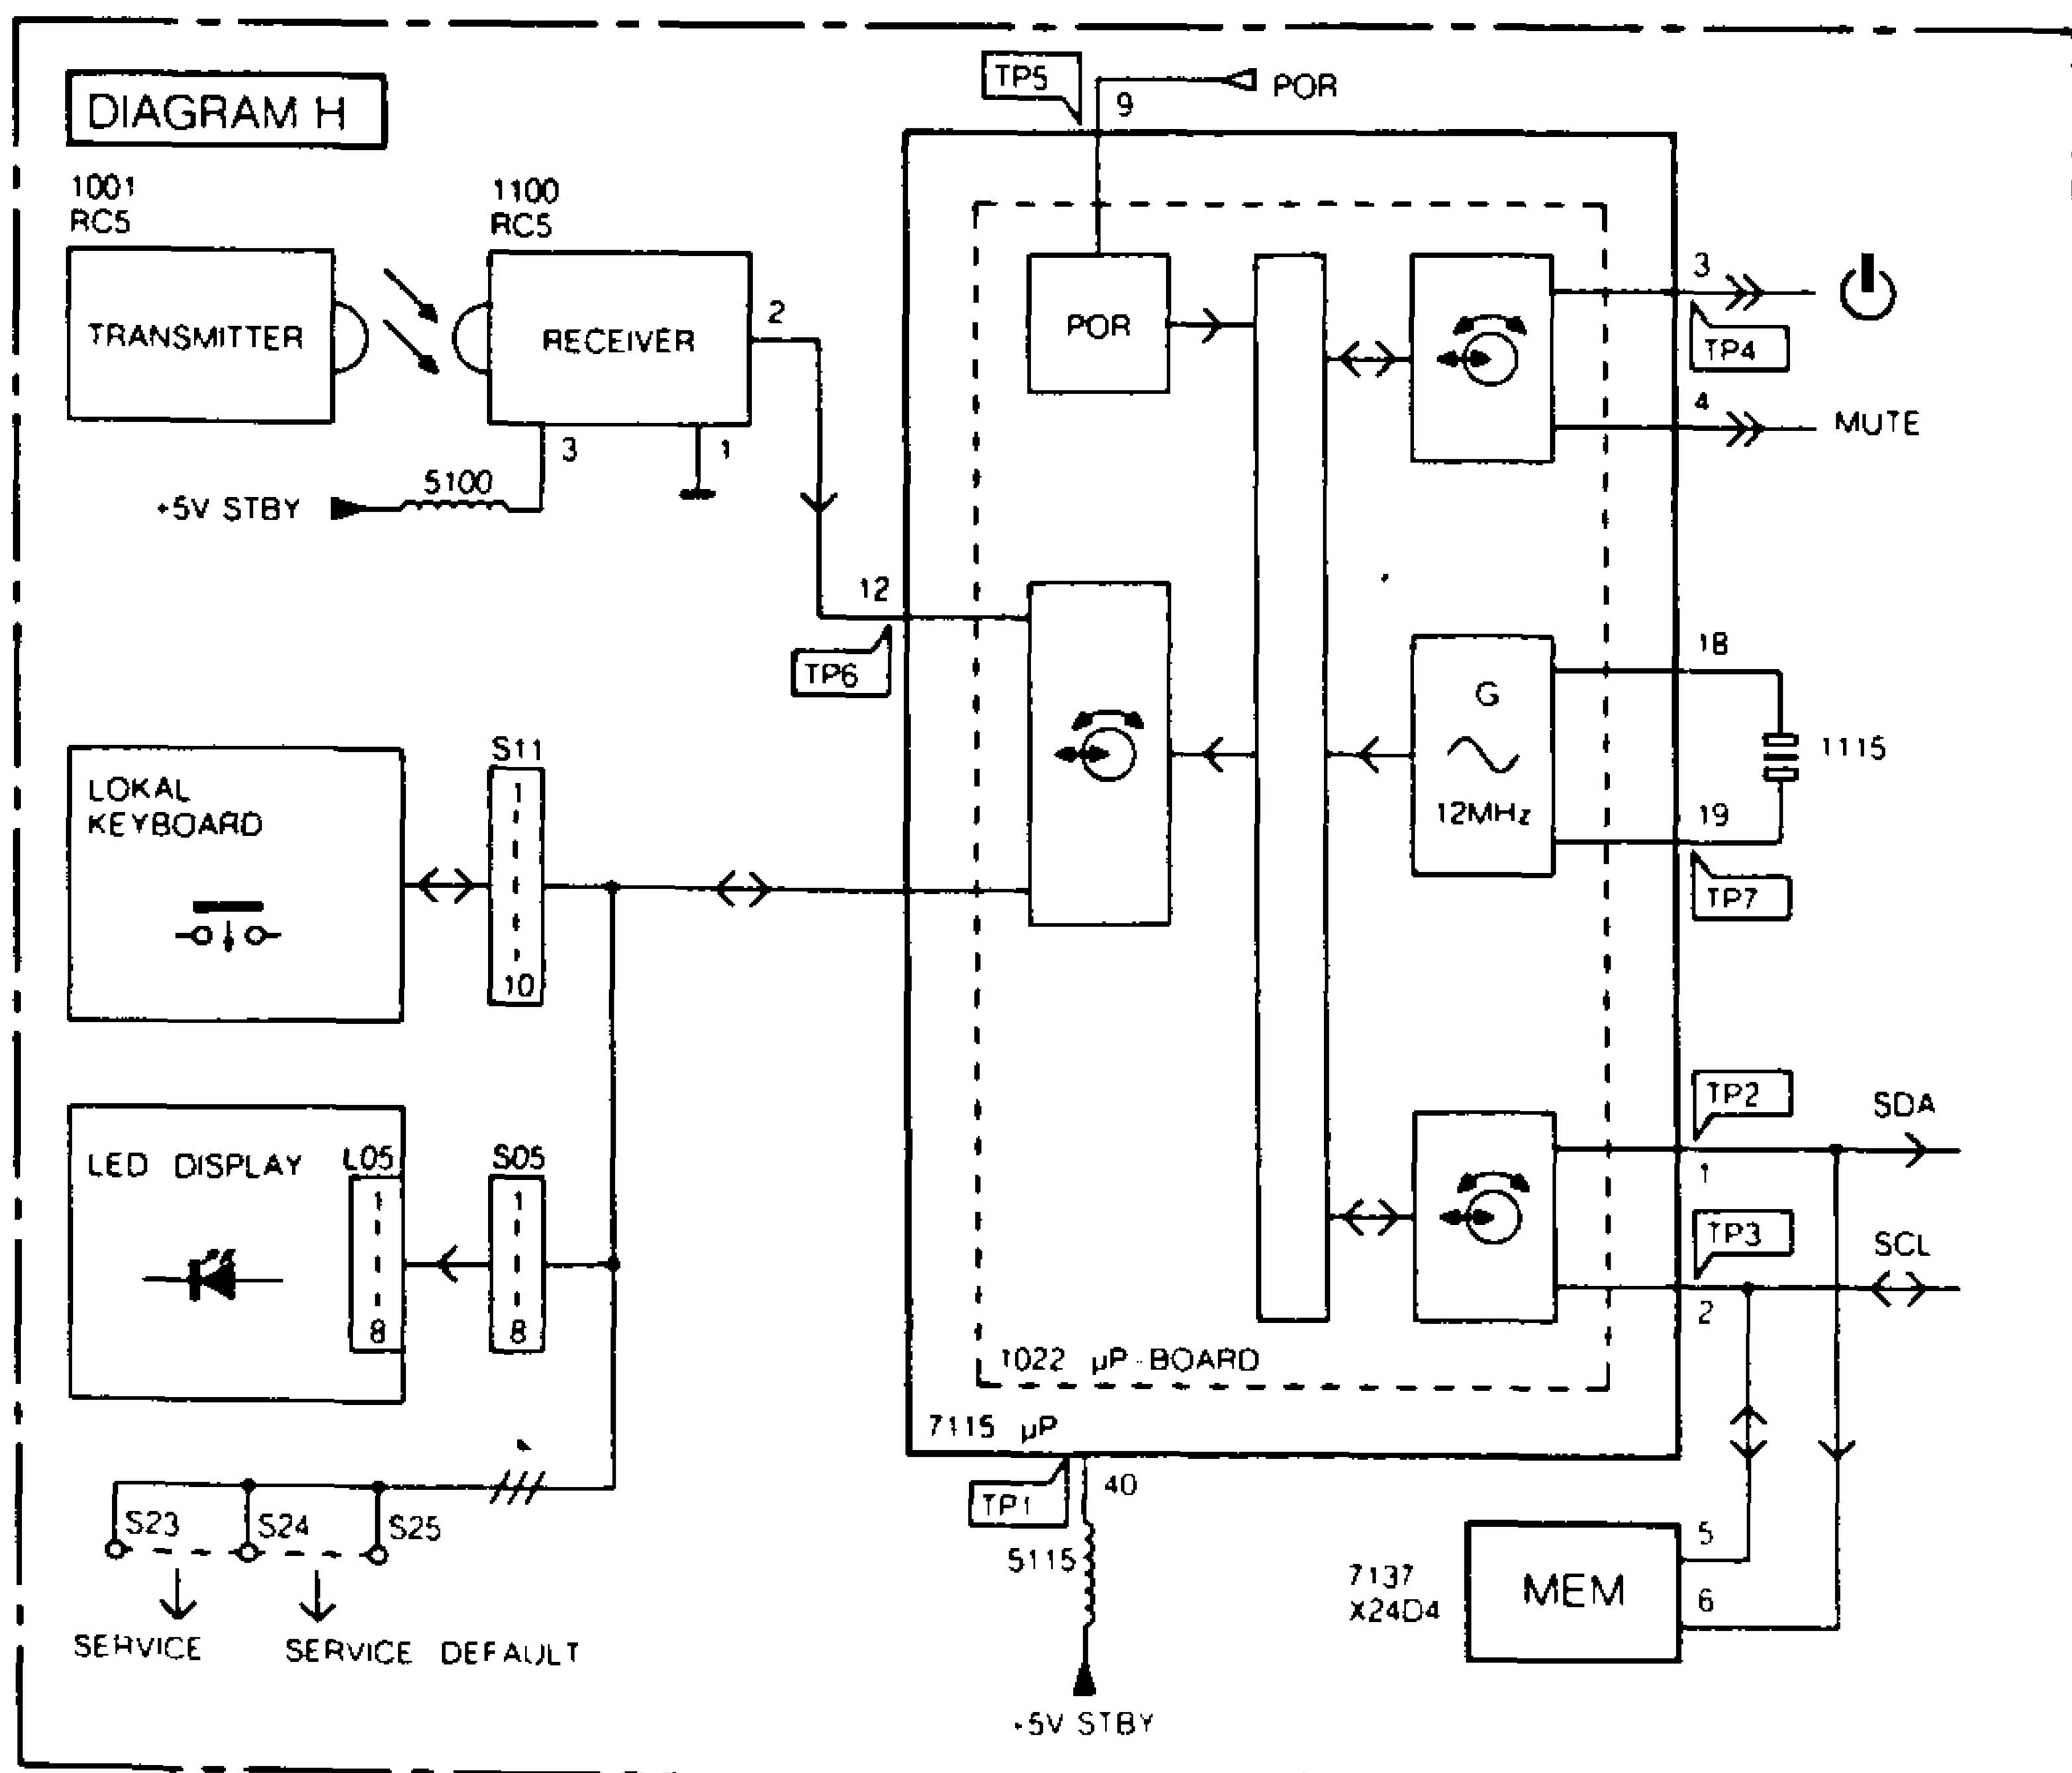 DIAGRAM H
TP5
9
POR
1001
RC5
1100
RC5
TRANSMITTER
RECEIVER
2
3
1
5100
+5V STBY
POR
3
TP4
4
MUTE
12
TP6
18
G
12MHz
1115
19
TP7
LOKAL
KEYBOARD
S11
1
10
LED DISPLAY
L05
1
8
S05
1
8
TP2
SDA
1
TP3
SCL
2
1022 µP-BOARD
7115 µP
TP1
40
5115
+5V STBY
S23
S24
S25
SERVICE
SERVICE DEFAULT
7137
X24D4
MEM
5
6